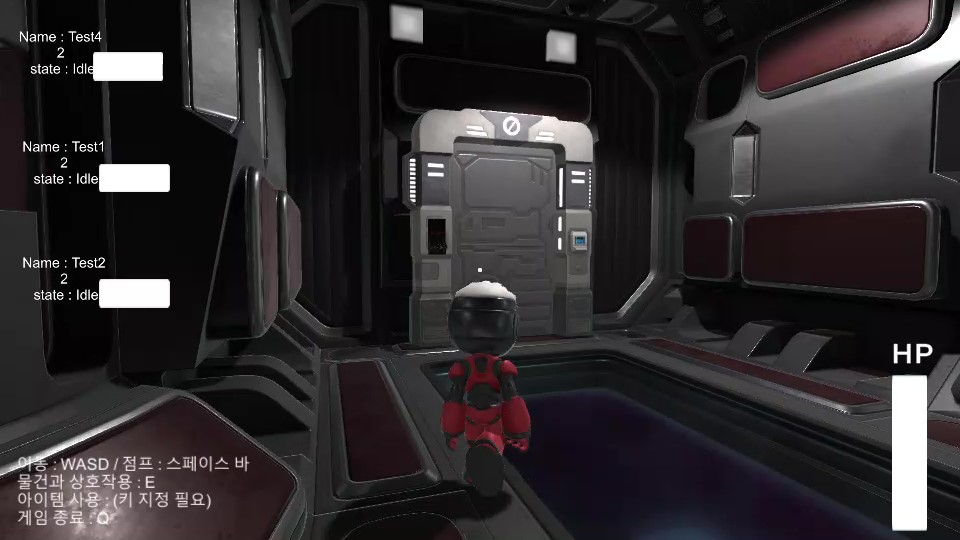 Name : Test4
2
state : Idle
Name : Test1
2
state : Idle
Name : Test2
2
state : Idle
HP
이동 : WASD / 점프 : 스페이스 바
물건과 상호작용 : E
아이템 사용 : (키 지정 필요)
게임 종료 : Q